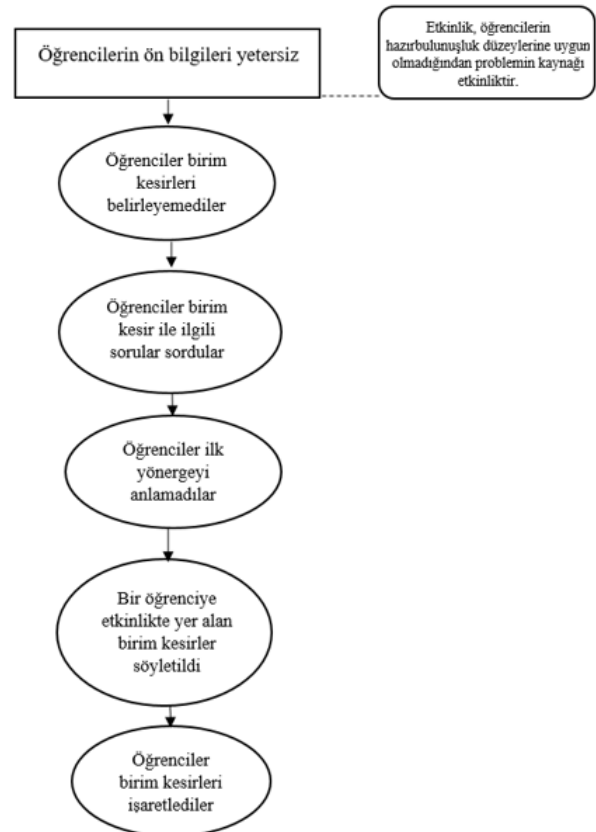 Öğrencilerin ön bilgileri yetersiz
Etkinlik, öğrencilerin
hazırbulunuşluk düzeylerine uygun
olmadığından problemin kaynağı
etkinliktir.
Öğrenciler birim
kesirleri
belirleyemediler
Öğrenciler birim
kesir ile ilgili
sorular sordular
Öğrenciler ilk
yönergeyi
anlamadılar
Bir öğrenciye
etkinlikte yer alan
birim kesirler
söyletildi
Öğrenciler
birim kesirleri
işaretlediler